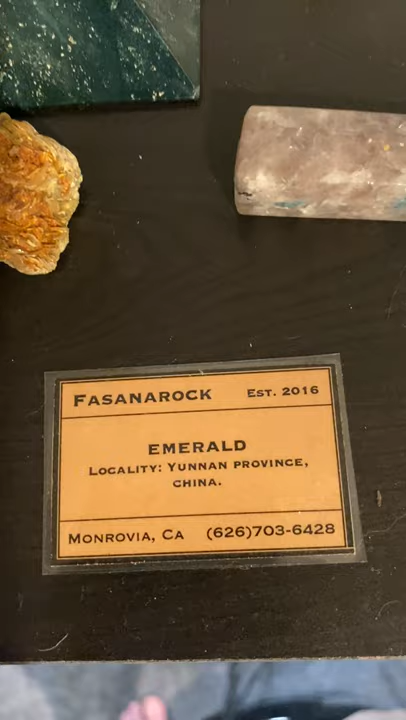 FASANAROCK EST. 2016
EMERALD
LOCALITY: YUNNAN PROVINCE,
CHINA.
MONROVIA, CA (626)703-6428